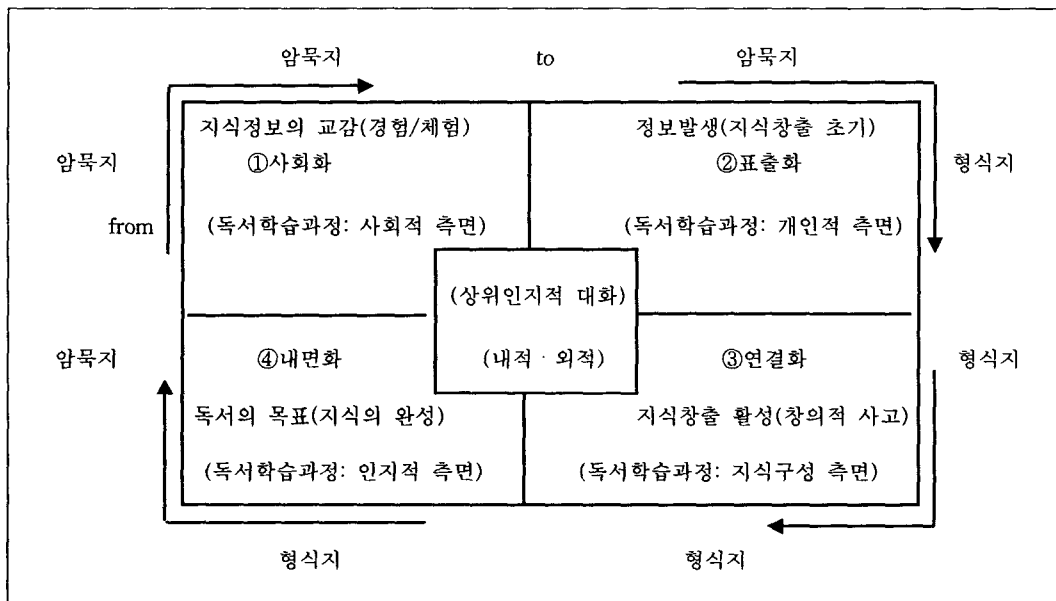 암묵지 to 암묵지
지식정보의 교감(경험/체험) 정보발생(지식창출 초기)
암묵지 ①사회화 ②표출화 형식지
from (독서학습과정: 사회적 측면) (독서학습과정: 개인적 측면)
(상위인지적 대화)
암묵지 ④내면화 (내적 · 외적) ③연결화 형식지
독서의 목표(지식의 완성) 지식창출 활성(창의적 사고)
(독서학습과정: 인지적 측면) (독서학습과정: 지식구성 측면)
형식지 형식지